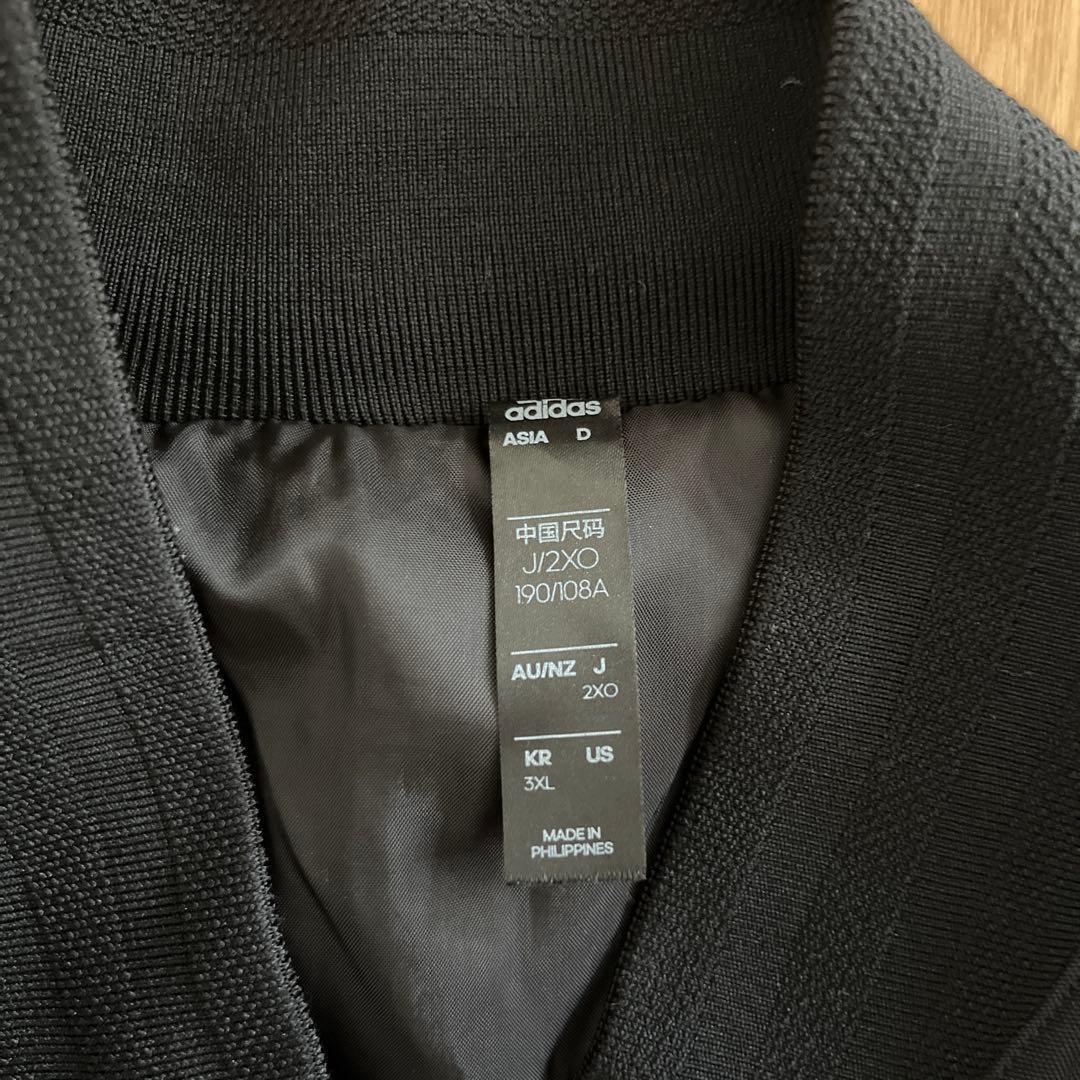 adidas
ASIA D
中国尺码
J/2XO
190/108A
AU/NZ J
2XO
KR US
3XL
MADE IN
PHILIPPINES